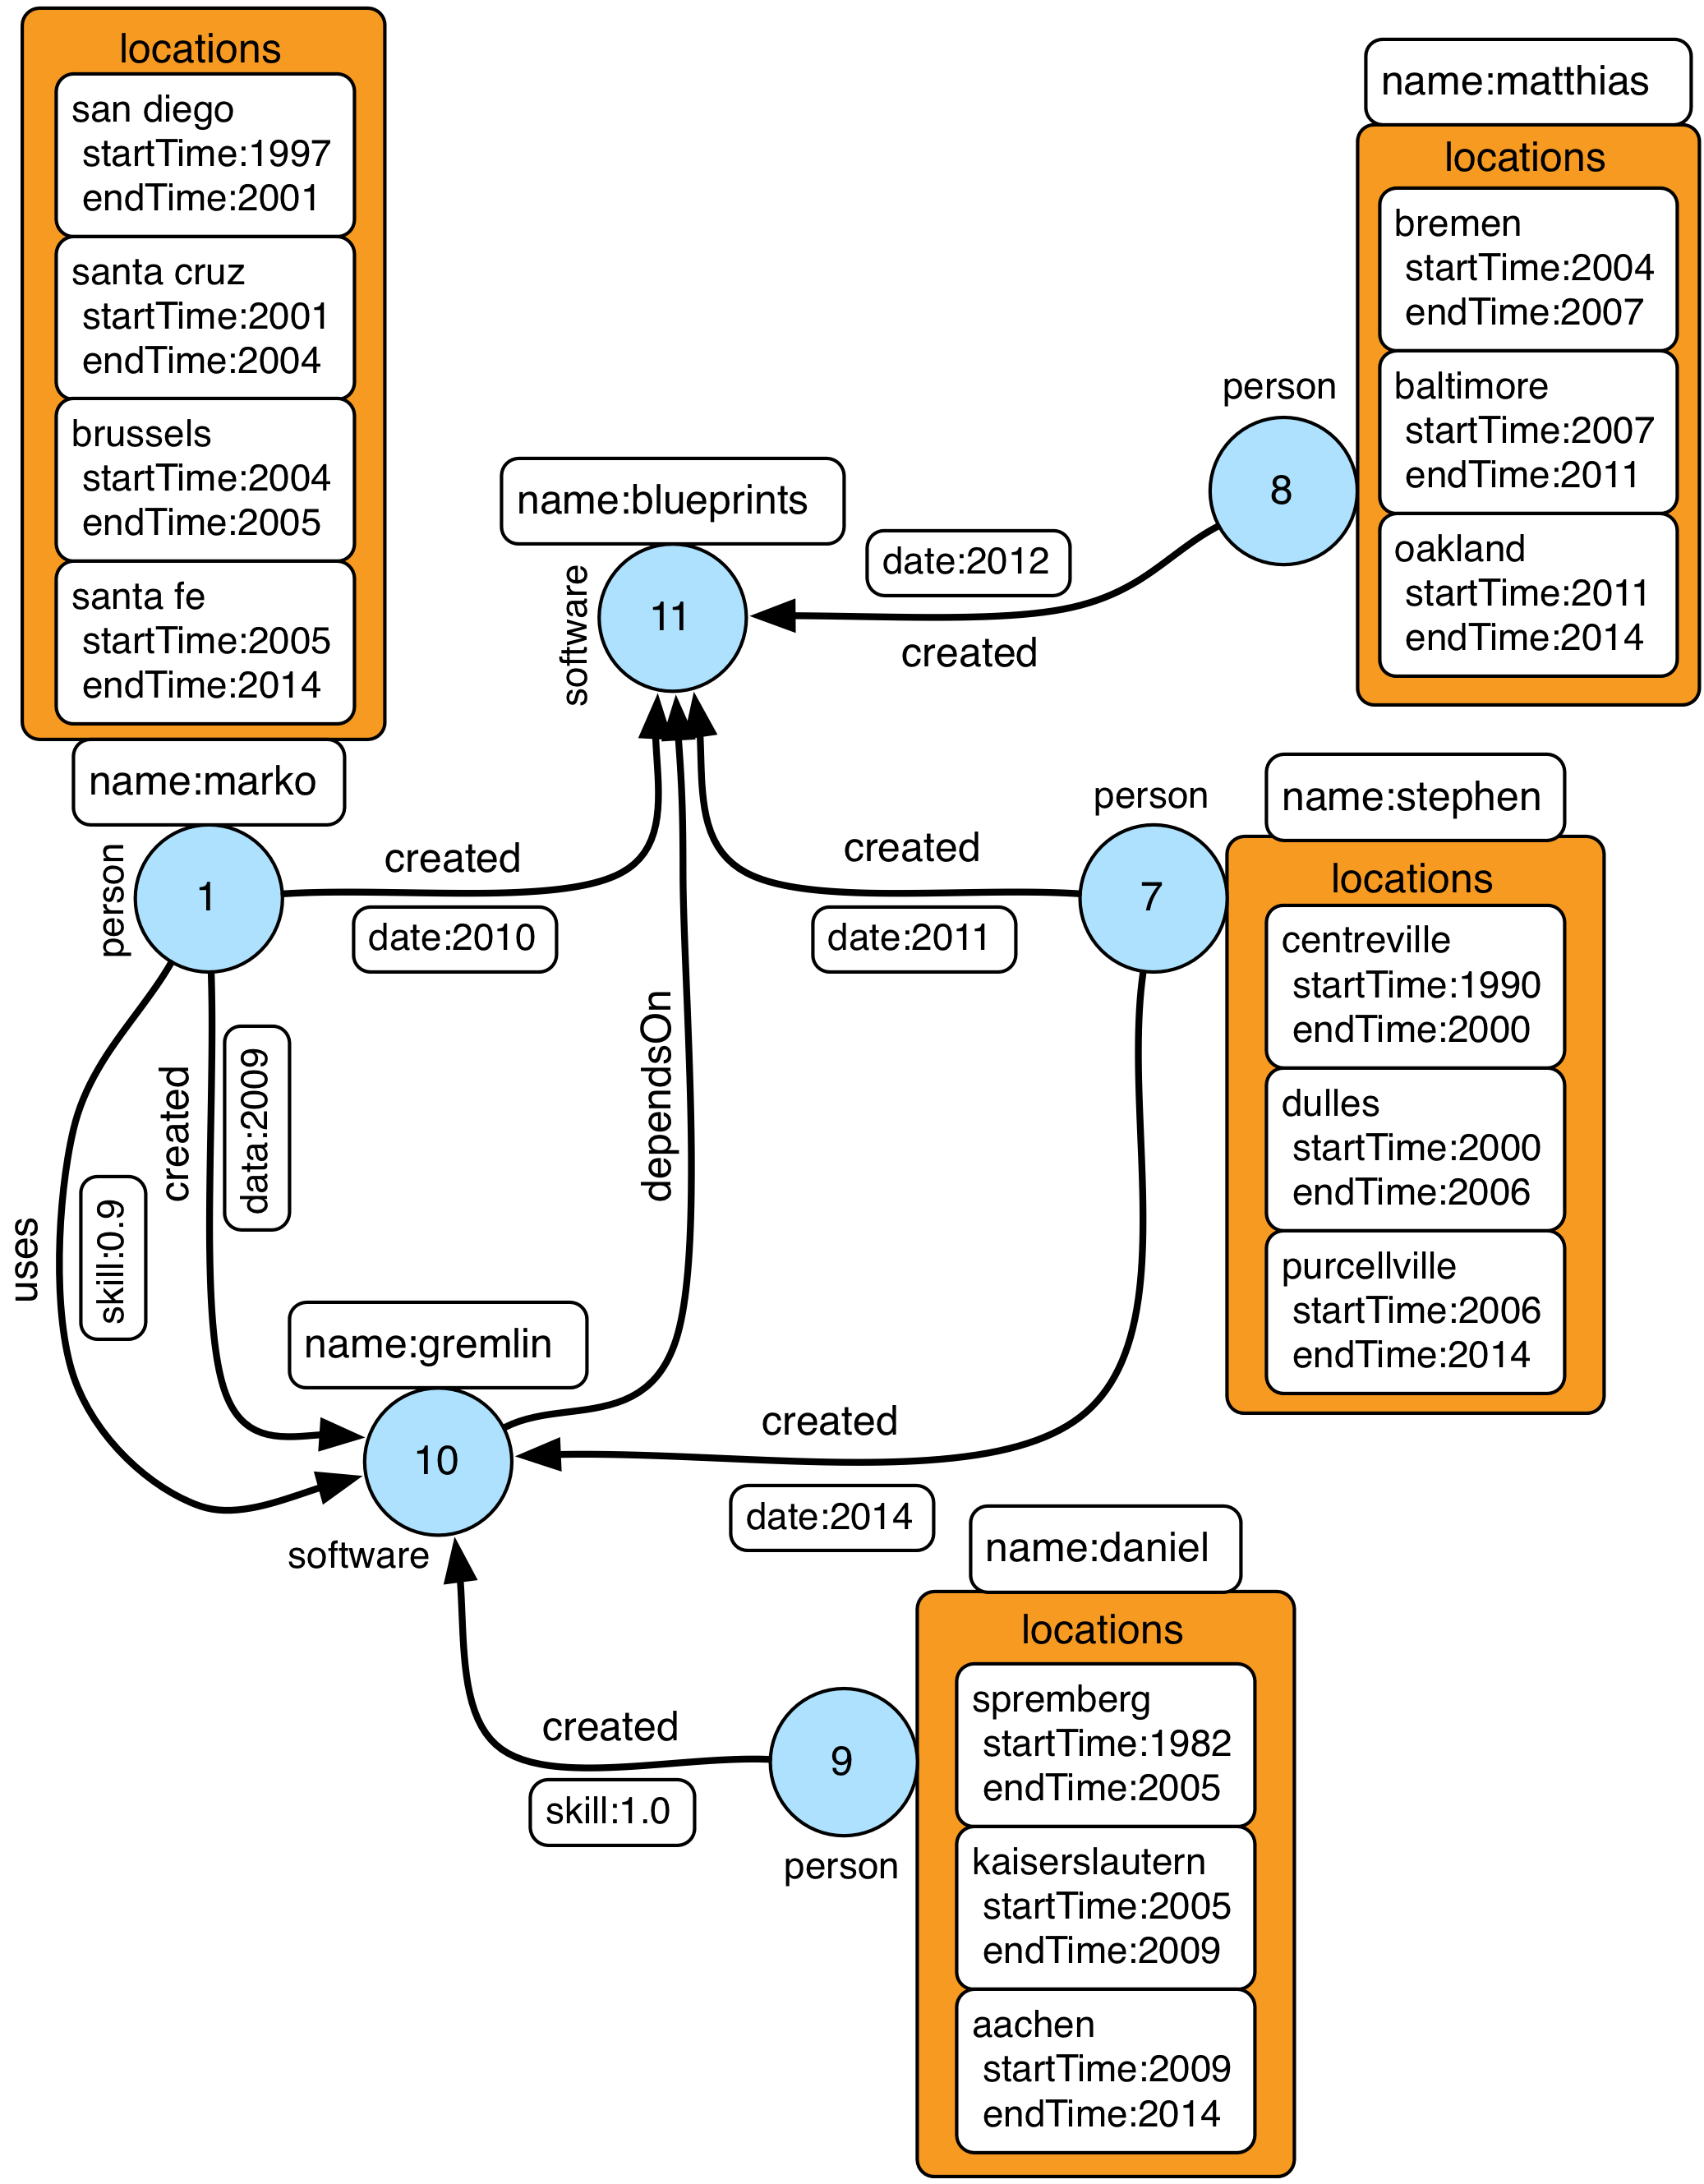 locations
san diego
startTime:1997
endTime:2001
santa cruz
startTime:2001
endTime:2004
brussels
startTime:2004
endTime:2005
santa fe
startTime:2005
endTime:2014
name:marko
person
1
name:matthias
locations
bremen
startTime:2004
endTime:2007
baltimore
startTime:2007
endTime:2011
oakland
startTime:2011
endTime:2014
person
8
name:blueprints
software
11
date:2012
created
created
date:2010
created
date:2011
person
7
name:stephen
locations
centreville
startTime:1990
endTime:2000
dulles
startTime:2000
endTime:2006
purcellville
startTime:2006
endTime:2014
uses
skill:0.9
created
data:2009
dependsOn
name:gremlin
10
software
created
date:2014
name:daniel
locations
spremberg
startTime:1982
endTime:2005
kaiserslautern
startTime:2005
endTime:2009
aachen
startTime:2009
endTime:2014
created
skill:1.0
9
person